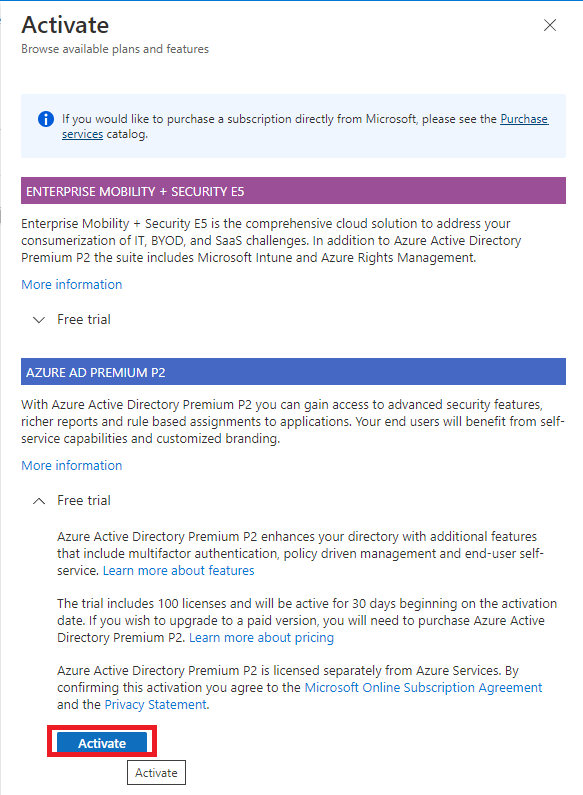 Activate
Browse available plans and features
If you would like to purchase a subscription directly from Microsoft, please see the Purchase
services catalog.
ENTERPRISE MOBILITY + SECURITY E5
Enterprise Mobility + Security E5 is the comprehensive cloud solution to address your
consumerization of IT, BYOD, and SaaS challenges. In addition to Azure Active Directory
Premium P2 the suite includes Microsoft Intune and Azure Rights Management.
More information
Free trial
AZURE AD PREMIUM P2
With Azure Active Directory Premium P2 you can gain access to advanced security features,
richer reports and rule based assignments to applications. Your end users will benefit from self-
service capabilities and customized branding.
More information
Free trial
Azure Active Directory Premium P2 enhances your directory with additional features
that include multifactor authentication, policy driven management and end-user self-
service. Learn more about features
The trial includes 100 licenses and will be active for 30 days beginning on the activation
date. If you wish to upgrade to a paid version, you will need to purchase Azure Active
Directory Premium P2. Learn more about pricing
Azure Active Directory Premium P2 is licensed separately from Azure Services. By
confirming this activation you agree to the Microsoft Online Subscription Agreement
and the Privacy Statement.
Activate
Activate